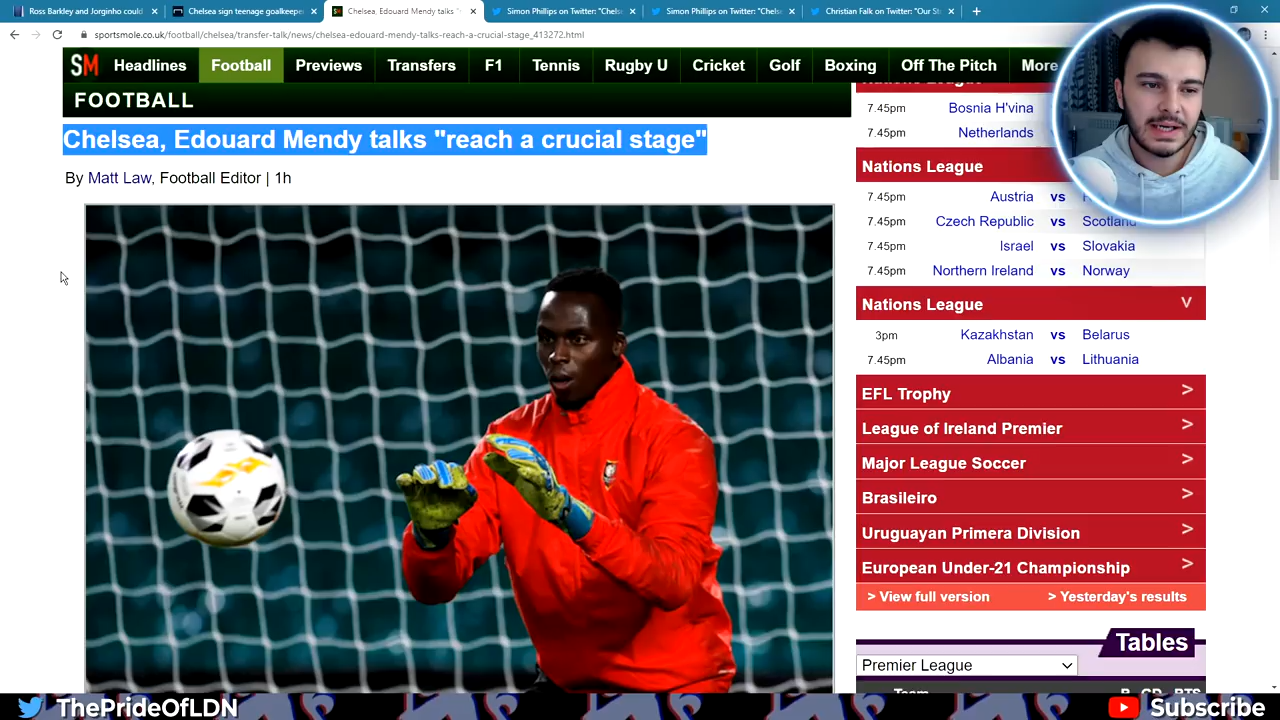 Ross Barkley and Jorginho could
Chelsea sign teenage goalkeeper
Chelsea, Edouard Mendy talks "r
Simon Phillips on Twitter: "Chels
Simon Phillips on Twitter: "Chels
Christian Falk on Twitter: "Our St
sportsmole.co.uk/football/chelsea/transfer-talk/news/chelsea-edouard-mendy-talks-reach-a-crucial-stage_413272.html
SM Headlines Football Previews Transfers F1 Tennis Rugby U Cricket Golf Boxing Off The Pitch More
FOOTBALL
Chelsea, Edouard Mendy talks "reach a crucial stage"
By Matt Law, Football Editor | 1h
Nations League
7.45pm Bosnia H'vina
7.45pm Netherlands
Nations League
7.45pm Austria vs
7.45pm Czech Republic vs Scotland
7.45pm Israel vs Slovakia
7.45pm Northern Ireland vs Norway
Nations League V
3pm Kazakhstan vs Belarus
7.45pm Albania vs Lithuania
EFL Trophy >
League of Ireland Premier >
Major League Soccer >
Brasileiro >
Uruguayan Primera Division >
European Under-21 Championship >
> View full version > Yesterday's results
Tables
Premier League
Team P GD PTS
ThePrideOfLDN
Subscribe